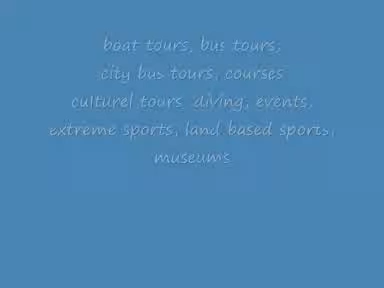 boat tours, bus tours,
city bus tours, courses
culturel tours, diving, events,
extreme sports, land based sports,
museums